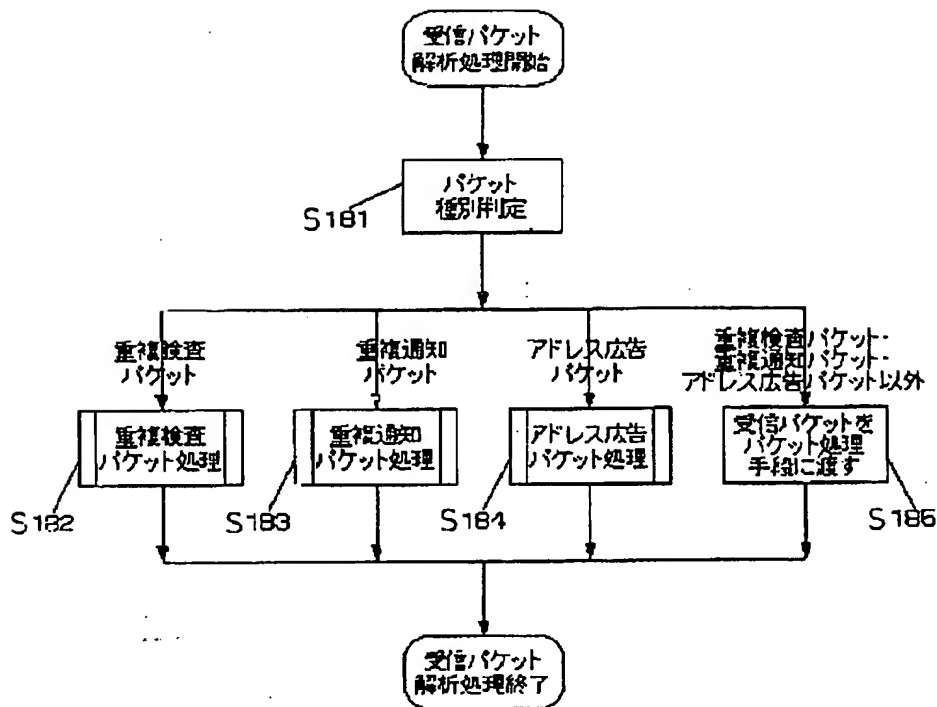 受信パケット
解析処理開始
パケット
種別判定
S181
重複検査
パケット
重複通知
パケット
アドレス広告
パケット
重複検査パケット・
重複通知パケット・
アドレス広告パケット以外
重複検査
パケット処理
重複通知
パケット処理
アドレス広告
パケット処理
受信パケットを
パケット処理
手段に渡す
S182
S183
S184
S185
受信パケット
解析処理終了